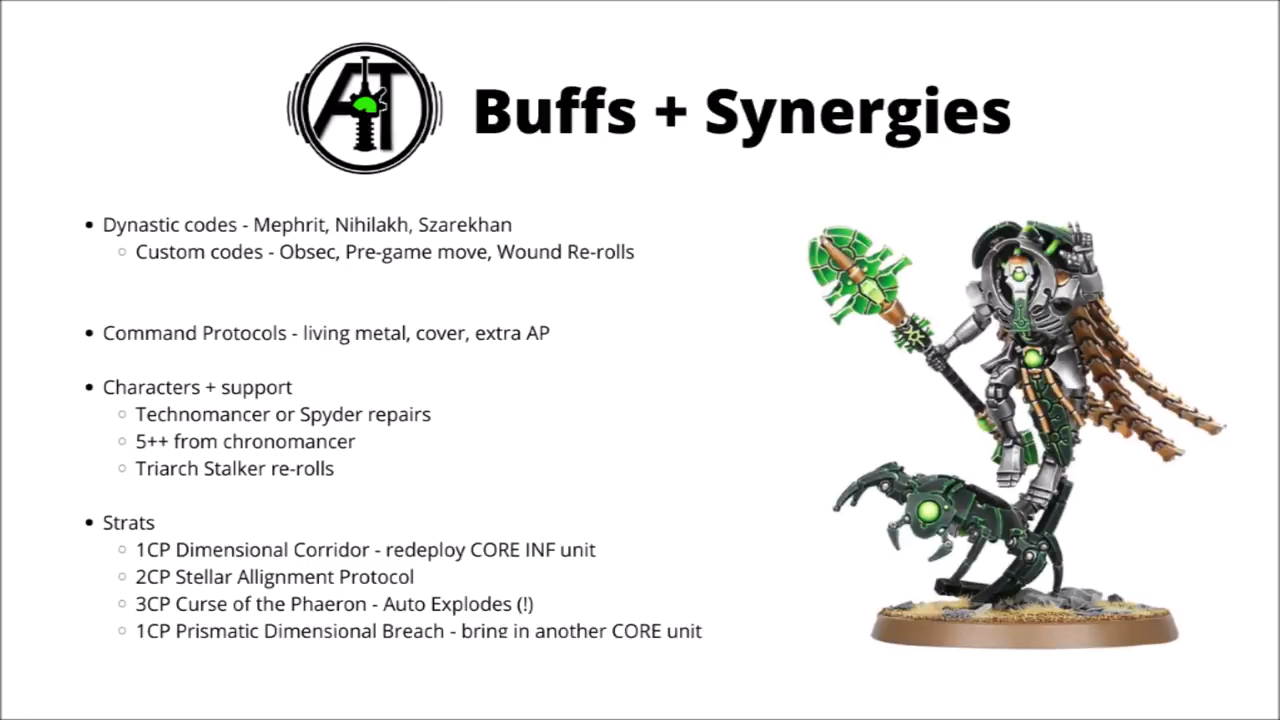 AT
Buffs + Synergies
• Dynastic codes - Mephrit, Nihilakh, Szarekhan
○ Custom codes - Obsec, Pre-game move, Wound Re-rolls
• Command Protocols - living metal, cover, extra AP
• Characters + support
○ Technomancer or Spyder repairs
○ 5++ from chronomancer
○ Triarch Stalker re-rolls
• Strats
○ 1CP Dimensional Corridor - redeploy CORE INF unit
○ 2CP Stellar Allignment Protocol
○ 3CP Curse of the Phaeron - Auto Explodes (!)
○ 1CP Prismatic Dimensional Breach - bring in another CORE unit